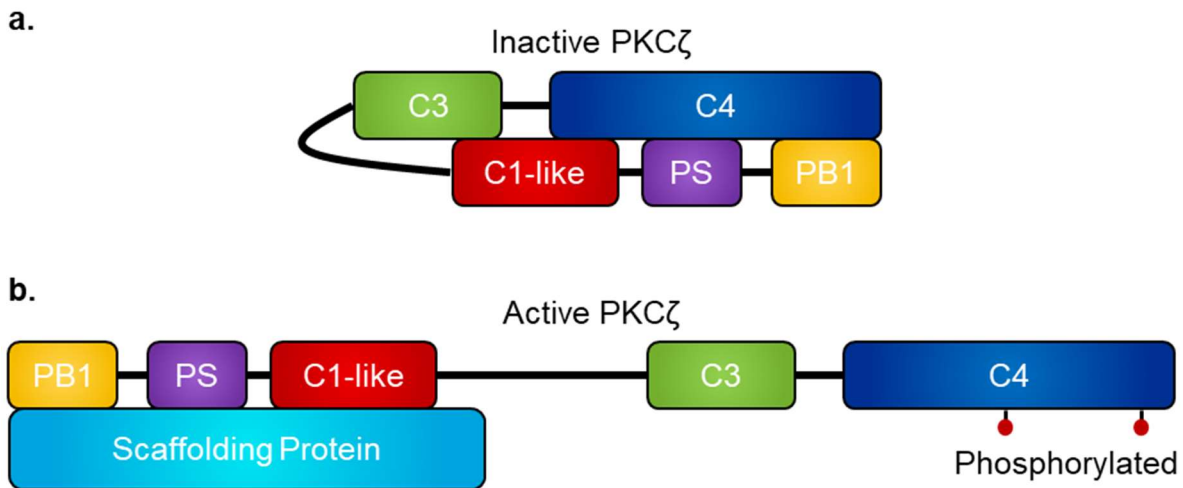 a.
Inactive PKCζ
C3
C4
C1-like
PS
PB1
b.
Active PKCζ
PB1
PS
C1-like
C3
C4
Scaffolding Protein
Phosphorylated